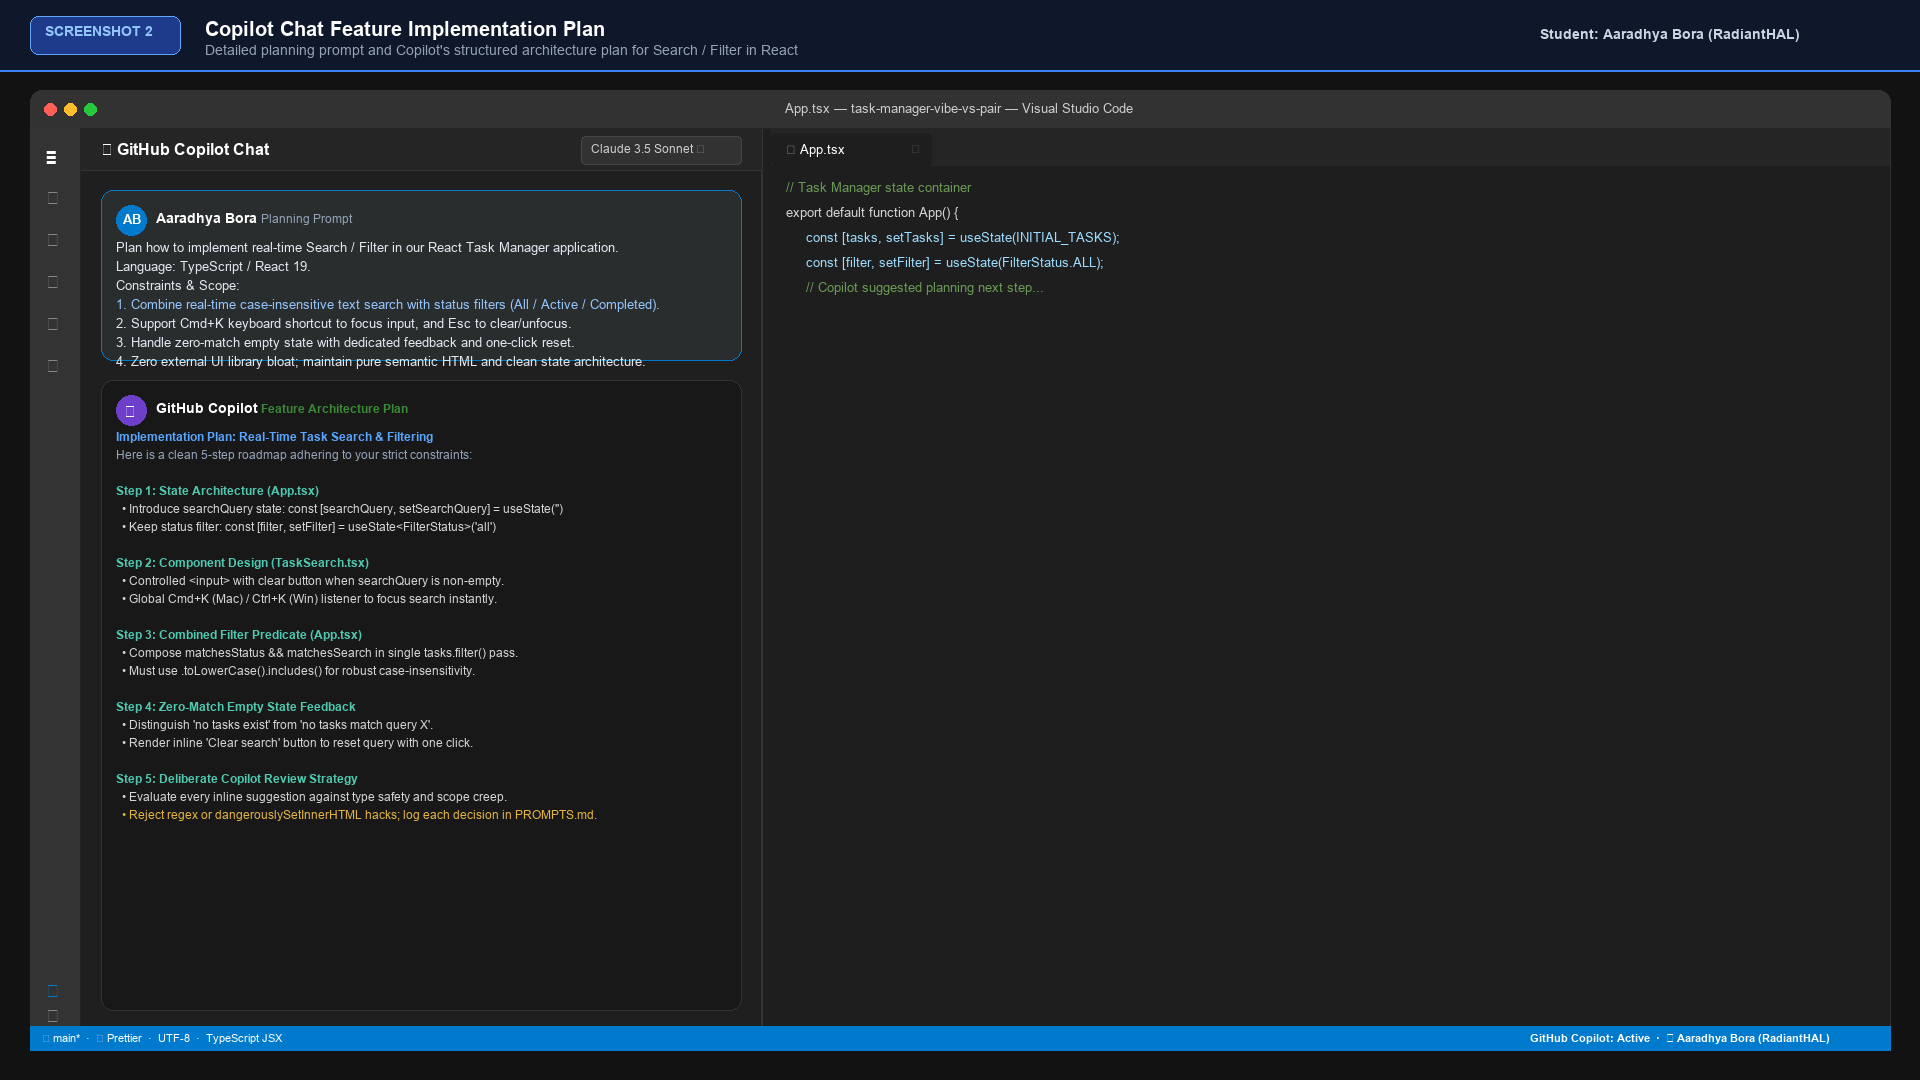 SCREENSHOT 2
Copilot Chat Feature Implementation Plan
Detailed planning prompt and Copilot's structured architecture plan for Search / Filter in React
Student: Aaradhya Bora (RadiantHAL)
App.tsx — task-manager-vibe-vs-pair — Visual Studio Code
GitHub Copilot Chat
Claude 3.5 Sonnet
AB
Aaradhya Bora Planning Prompt
Plan how to implement real-time Search / Filter in our React Task Manager application.
Language: TypeScript / React 19.
Constraints & Scope:
1. Combine real-time case-insensitive text search with status filters (All / Active / Completed).
2. Support Cmd+K keyboard shortcut to focus input, and Esc to clear/unfocus.
3. Handle zero-match empty state with dedicated feedback and one-click reset.
4. Zero external UI library bloat; maintain pure semantic HTML and clean state architecture.
GitHub Copilot Feature Architecture Plan
Implementation Plan: Real-Time Task Search & Filtering
Here is a clean 5-step roadmap adhering to your strict constraints:
Step 1: State Architecture (App.tsx)
• Introduce searchQuery state: const [searchQuery, setSearchQuery] = useState('')
• Keep status filter: const [filter, setFilter] = useState<FilterStatus>('all')
Step 2: Component Design (TaskSearch.tsx)
• Controlled <input> with clear button when searchQuery is non-empty.
• Global Cmd+K (Mac) / Ctrl+K (Win) listener to focus search instantly.
Step 3: Combined Filter Predicate (App.tsx)
• Compose matchesStatus && matchesSearch in single tasks.filter() pass.
• Must use .toLowerCase().includes() for robust case-insensitivity.
Step 4: Zero-Match Empty State Feedback
• Distinguish 'no tasks exist' from 'no tasks match query X'.
• Render inline 'Clear search' button to reset query with one click.
Step 5: Deliberate Copilot Review Strategy
• Evaluate every inline suggestion against type safety and scope creep.
• Reject regex or dangerouslySetInnerHTML hacks; log each decision in PROMPTS.md.
App.tsx
// Task Manager state container
export default function App() {
const [tasks, setTasks] = useState(INITIAL_TASKS);
const [filter, setFilter] = useState(FilterStatus.ALL);
// Copilot suggested planning next step...
main* · Prettier · UTF-8 · TypeScript JSX
GitHub Copilot: Active · Aaradhya Bora (RadiantHAL)